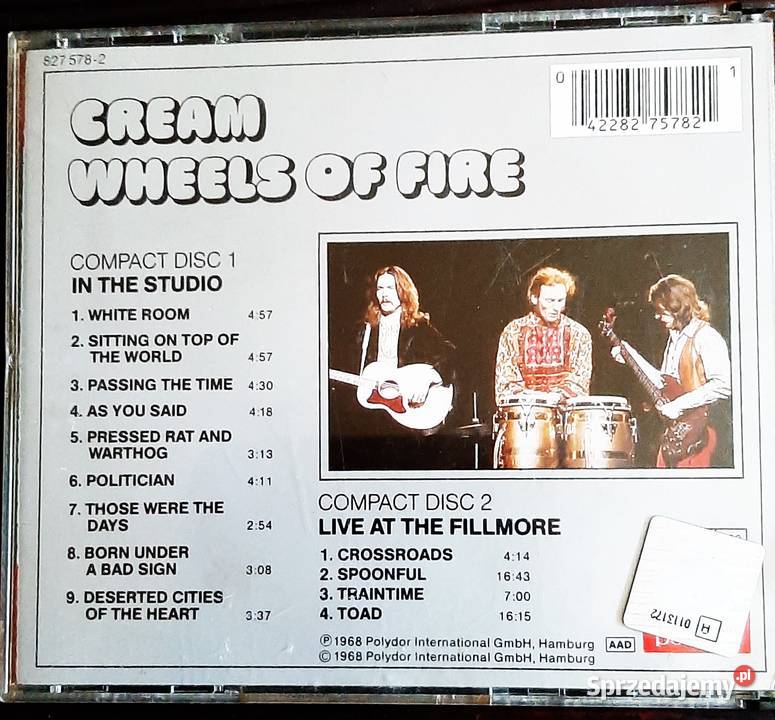 827 578-2
0 42282 75782 1
CREAM
WHEELS OF FIRE
COMPACT DISC 1
IN THE STUDIO
1. WHITE ROOM 4:57
2. SITTING ON TOP OF
THE WORLD 4:57
3. PASSING THE TIME 4:30
4. AS YOU SAID 4:18
5. PRESSED RAT AND
WARTHOG 3:13
6. POLITICIAN 4:11
7. THOSE WERE THE
DAYS 2:54
8. BORN UNDER
A BAD SIGN 3:08
9. DESERTED CITIES
OF THE HEART 3:37
COMPACT DISC 2
LIVE AT THE FILLMORE
1. CROSSROADS 4:14
2. SPOONFUL 16:43
3. TRAINTIME 7:00
4. TOAD 16:15
Ⓟ 1968 Polydor International GmbH, Hamburg AAD
© 1968 Polydor International GmbH, Hamburg
H 0113172
Sprzedajemy.pl